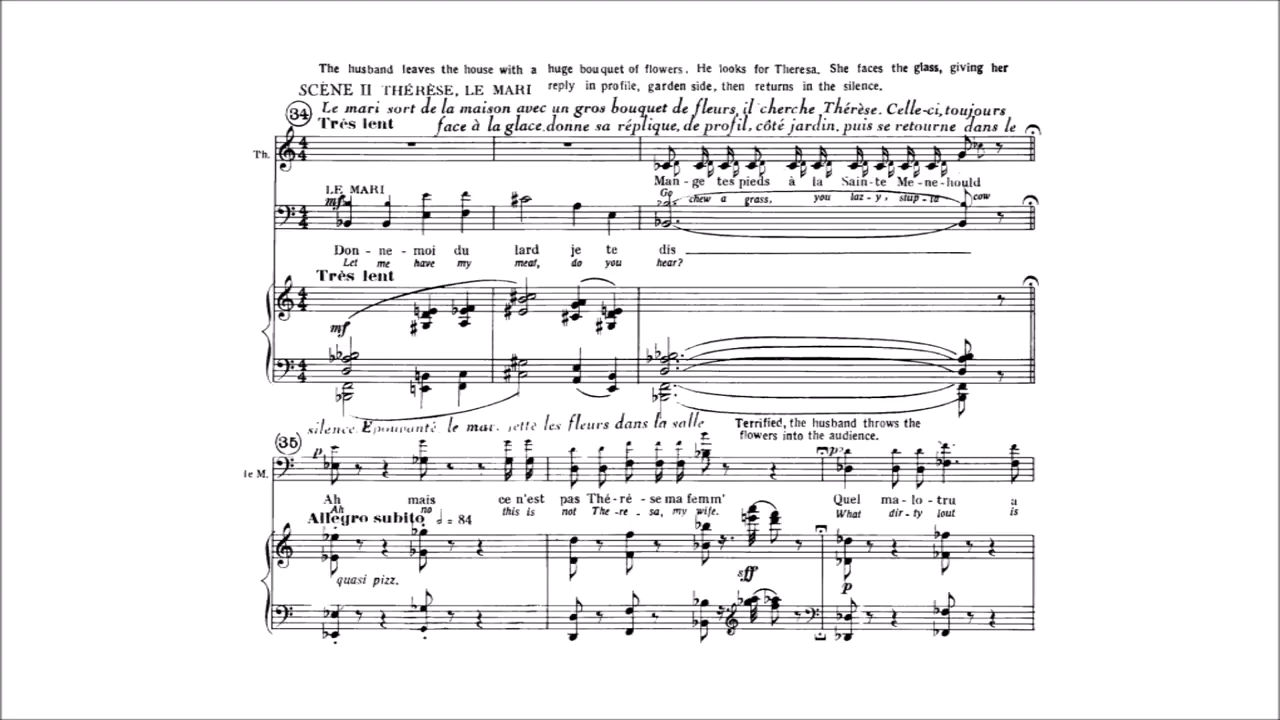 The husband leaves the house with a huge bouquet of flowers. He looks for Theresa. She faces the glass, giving her
SCÈNE II THÉRÈSE, LE MARI reply in profile, garden side, then returns in the silence.
Le mari sort de la maison avec un gros bouquet de fleurs, il cherche Thérèse. Celle-ci, toujours
34 Très lent face à la glace, donne sa réplique, de profil, côté jardin, puis se retourne dans le
Th.
Man - ge tes pieds à la Sain - te Me - ne - hould
Go chew a grass, you laz - y, stup - id cow
LE MARI
mf
Don - ne - moi du lard je te dis
Let me have my meat, do you hear?
Très lent
mf
silence. Epouvanté le mari jette les fleurs dans la salle Terrified, the husband throws the
flowers into the audience.
35
p
p
le M.
Ah mais ce n'est pas Thé - rè - se ma femm' Quel ma - lo - tru a
Ah no this is not The - re - sa, my wife. What dir - ty lout is
Allegro subito = 84
quasi pizz.
sff
p